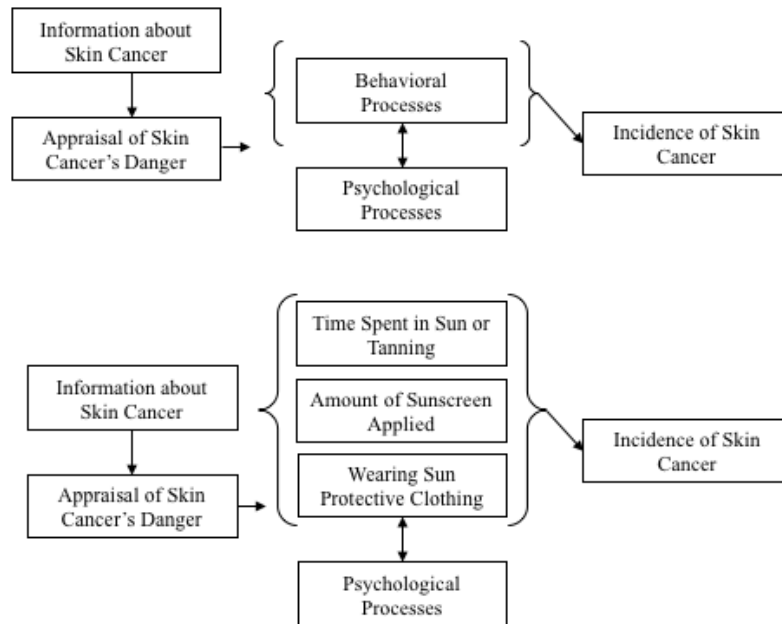 Information about
Skin Cancer
Appraisal of Skin
Cancer's Danger
Behavioral
Processes
Psychological
Processes
Incidence of Skin
Cancer
Information about
Skin Cancer
Appraisal of Skin
Cancer's Danger
Time Spent in Sun or
Tanning
Amount of Sunscreen
Applied
Wearing Sun
Protective Clothing
Psychological
Processes
Incidence of Skin
Cancer